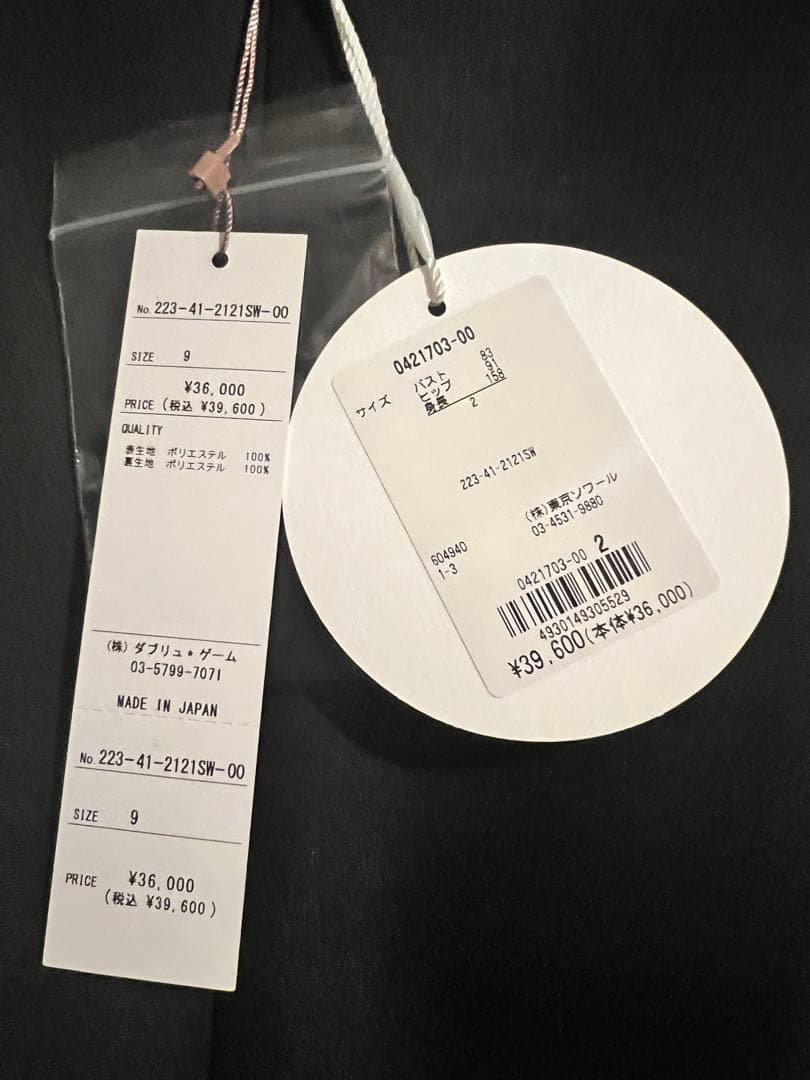 No. 223-41-2121SW-00
SIZE 9
¥36,000
PRICE (税込 ¥39,600)
QUALITY
表生地 ポリエステル 100%
裏生地 ポリエステル 100%
(株) ダブリュ★ゲーム
03-5799-7071
MADE IN JAPAN
No. 223-41-2121SW-00
SIZE 9
PRICE ¥36,000
(税込 ¥39,600)
0421703-00
サイズ バスト 83
ヒップ 91
身長 158
2
223-41-2121SW
(株)東京ソワール
03-4531-9880
604940
1-3
0421703-00 2
4930149305529
¥39,600(本体¥36,000)